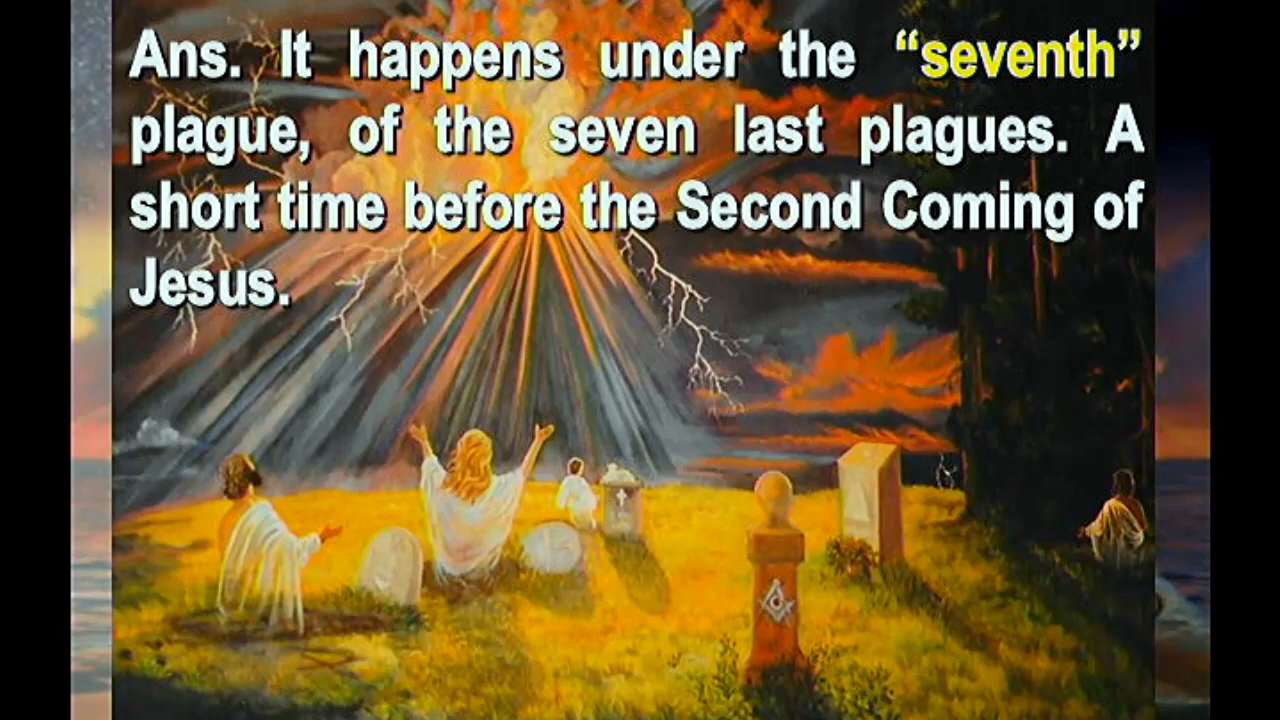 Ans. It happens under the “seventh”
plague, of the seven last plagues. A
short time before the Second Coming of
Jesus.